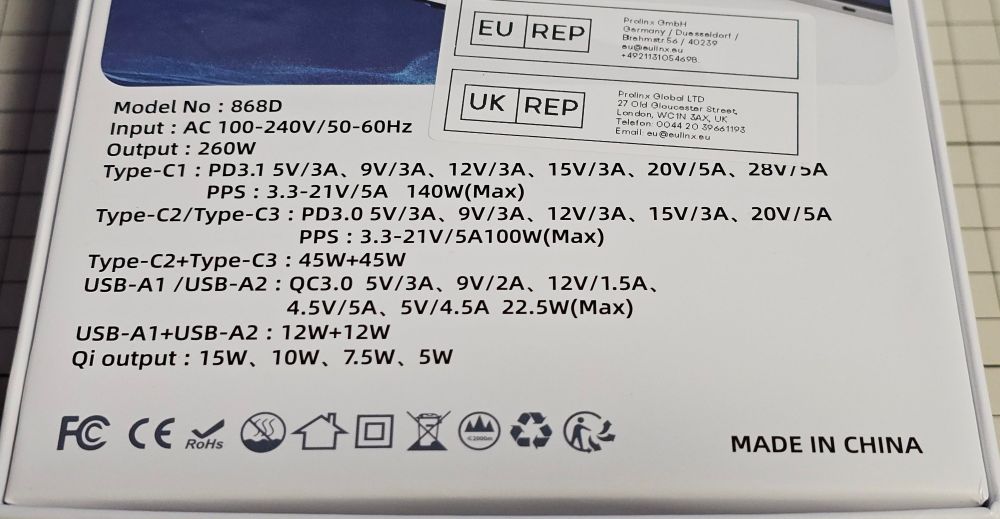 EU REP
Prolinx GmbH
Germany / Duesseldorf /
Brehmstr.56 / 40239
eu@eulinx.eu
+4921131054698.
UK REP
Prolinx Global LTD
27 Old Gloucester Street,
London, WC1N 3AX, UK
Telefon: 0044 20 39661193
Email: eu@eulinx.eu
Model No : 868D
Input : AC 100-240V/50-60Hz
Output : 260W
Type-C1 : PD3.1 5V/3A、9V/3A、12V/3A、15V/3A、20V/5A、28V/5A
PPS : 3.3-21V/5A 140W(Max)
Type-C2/Type-C3 : PD3.0 5V/3A、9V/3A、12V/3A、15V/3A、20V/5A
PPS : 3.3-21V/5A100W(Max)
Type-C2+Type-C3 : 45W+45W
USB-A1 /USB-A2 : QC3.0 5V/3A、9V/2A、12V/1.5A、
4.5V/5A、5V/4.5A 22.5W(Max)
USB-A1+USB-A2 : 12W+12W
Qi output : 15W、10W、7.5W、5W
FC CE RoHS ≤2000m
MADE IN CHINA